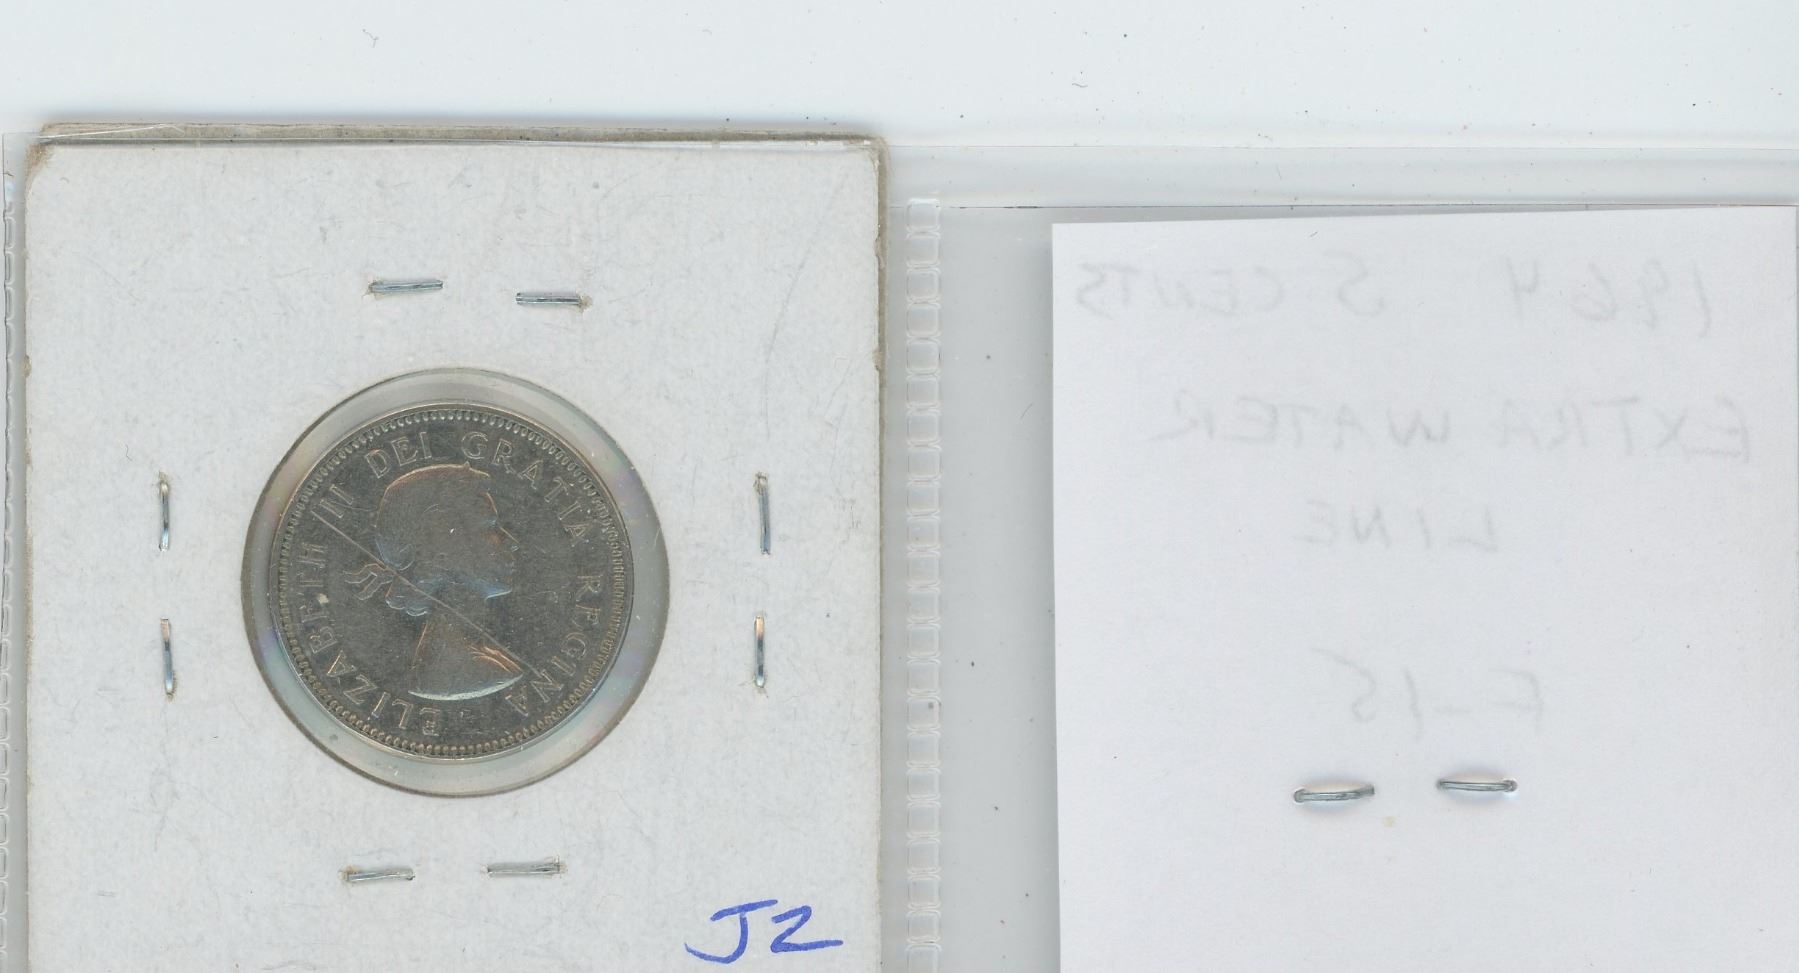 ELIZABETH II DEI GRATIA REGINA
J2
1964 5 CENTS
EXTRA WATER
LINE
F-15